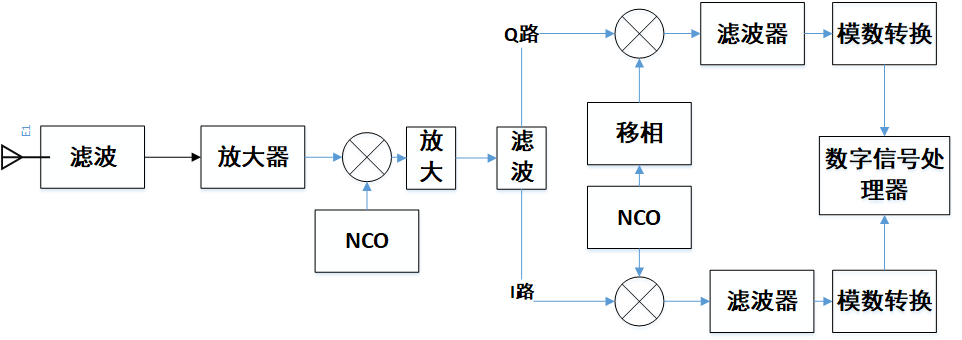 Q路
滤波器
模数转换
E1
滤波
放大器
放
大
滤
波
移相
数字信号处
理器
NCO
NCO
I路
滤波器
模数转换